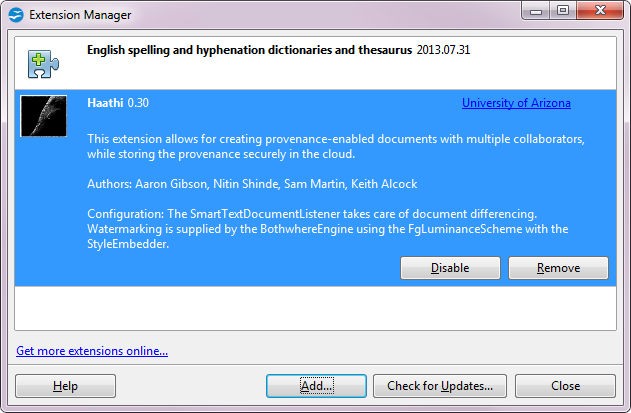 Extension Manager
English spelling and hyphenation dictionaries and thesaurus 2013.07.31
Haathi 0.30 University of Arizona
This extension allows for creating provenance-enabled documents with multiple collaborators,
while storing the provenance securely in the cloud.
Authors: Aaron Gibson, Nitin Shinde, Sam Martin, Keith Alcock
Configuration: The SmartTextDocumentListener takes care of document differencing.
Watermarking is supplied by the BothwhereEngine using the FgLuminanceScheme with the
StyleEmbedder.
Disable Remove
Get more extensions online...
Help Add... Check for Updates... Close